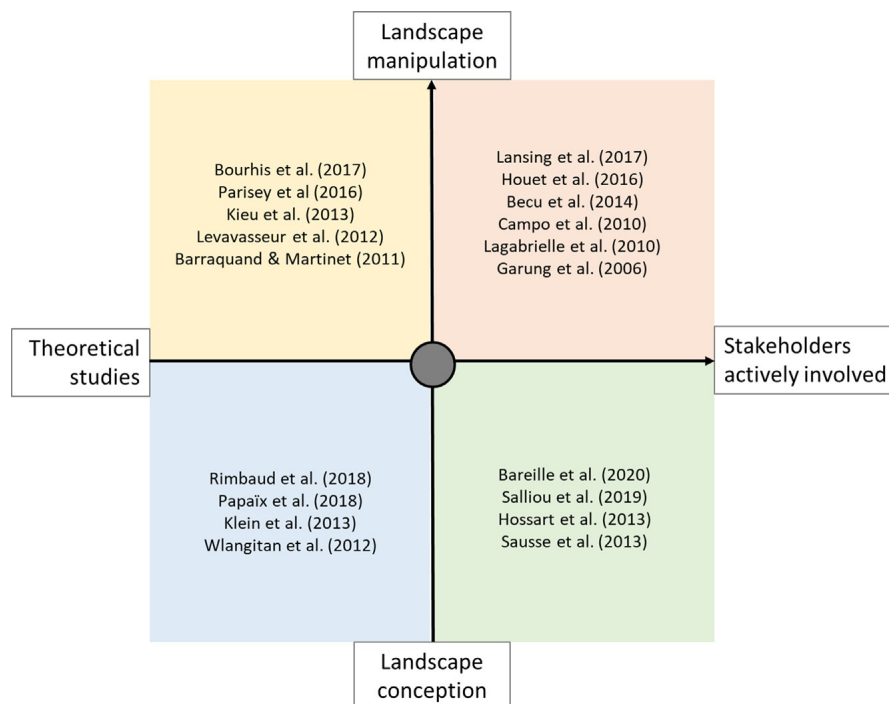 Landscape
manipulation
Bourhis et al. (2017)
Parisey et al (2016)
Kieu et al. (2013)
Levavasseur et al. (2012)
Barraquand & Martinet (2011)
Lansing et al. (2017)
Houet et al. (2016)
Becu et al. (2014)
Campo et al. (2010)
Lagabrielle et al. (2010)
Garung et al. (2006)
Theoretical
studies
Stakeholders
actively involved
Rimbaud et al. (2018)
Papaïx et al. (2018)
Klein et al. (2013)
Wlangitan et al. (2012)
Bareille et al. (2020)
Salliou et al. (2019)
Hossart et al. (2013)
Sausse et al. (2013)
Landscape
conception